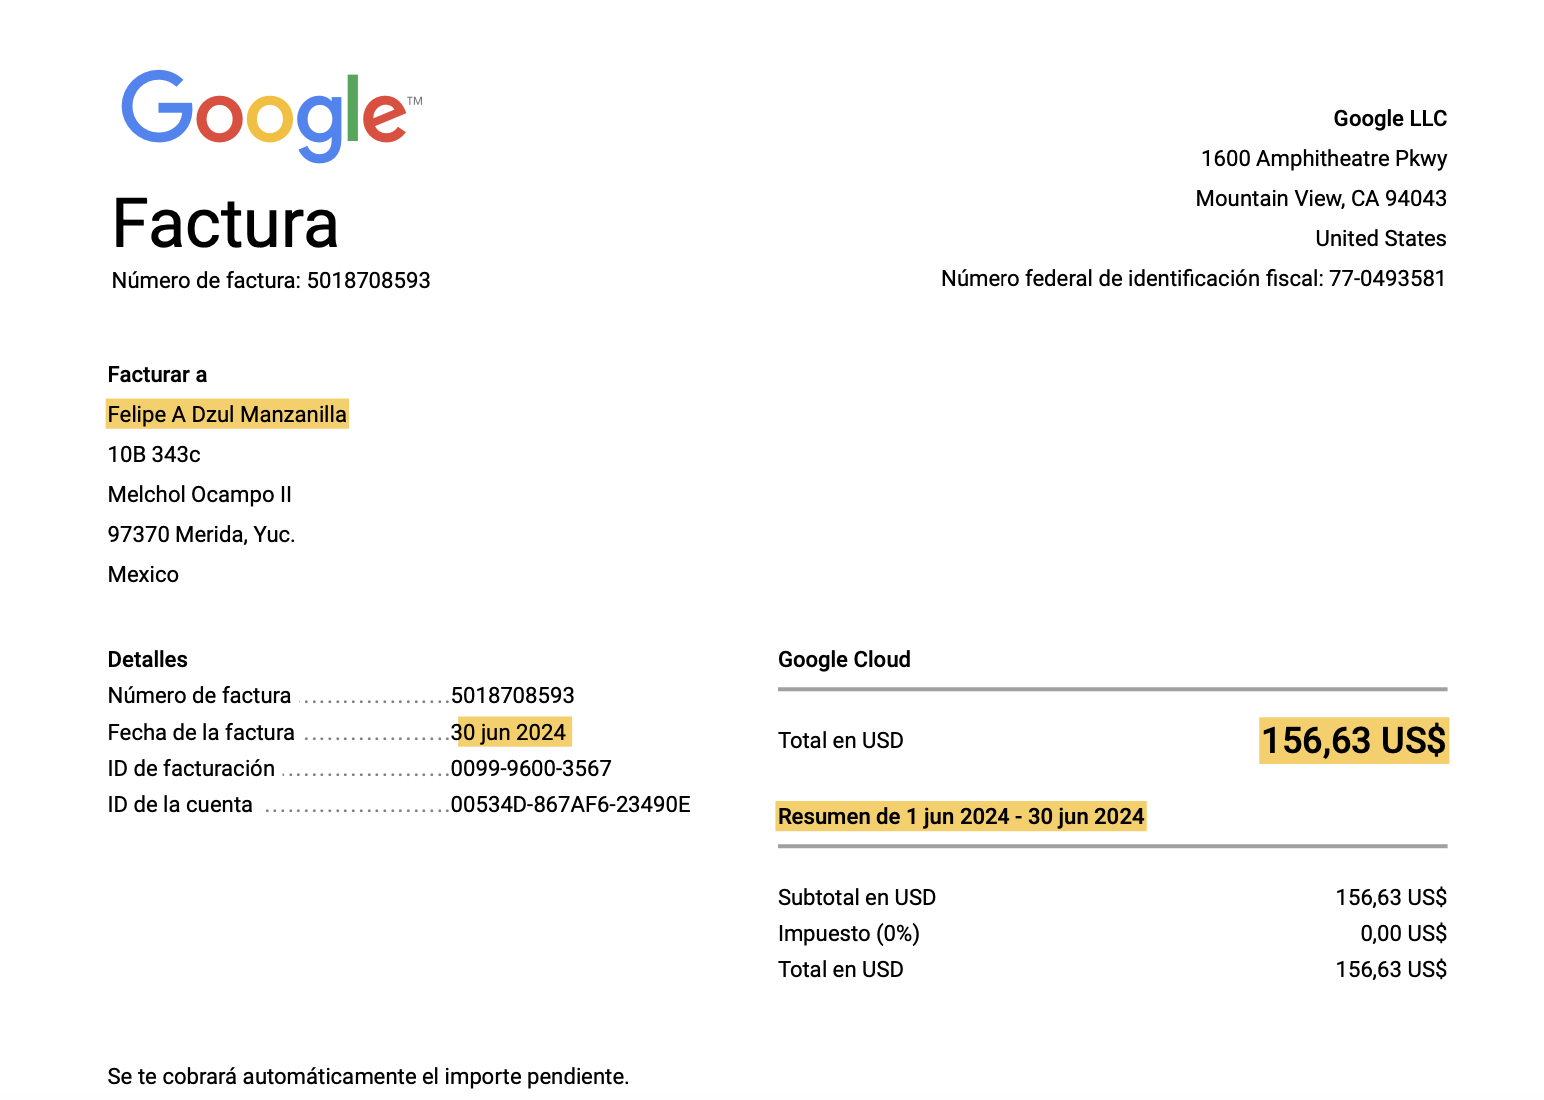 Google™
Factura
Número de factura: 5018708593
Google LLC
1600 Amphitheatre Pkwy
Mountain View, CA 94043
United States
Número federal de identificación fiscal: 77-0493581
Facturar a
Felipe A Dzul Manzanilla
10B 343c
Melchol Ocampo II
97370 Merida, Yuc.
Mexico
Detalles
Número de factura ....................5018708593
Fecha de la factura ....................30 jun 2024
ID de facturación .......................0099-9600-3567
ID de la cuenta .........................00534D-867AF6-23490E
Google Cloud
Total en USD 156,63 US$
Resumen de 1 jun 2024 - 30 jun 2024
Subtotal en USD 156,63 US$
Impuesto (0%) 0,00 US$
Total en USD 156,63 US$
Se te cobrará automáticamente el importe pendiente.